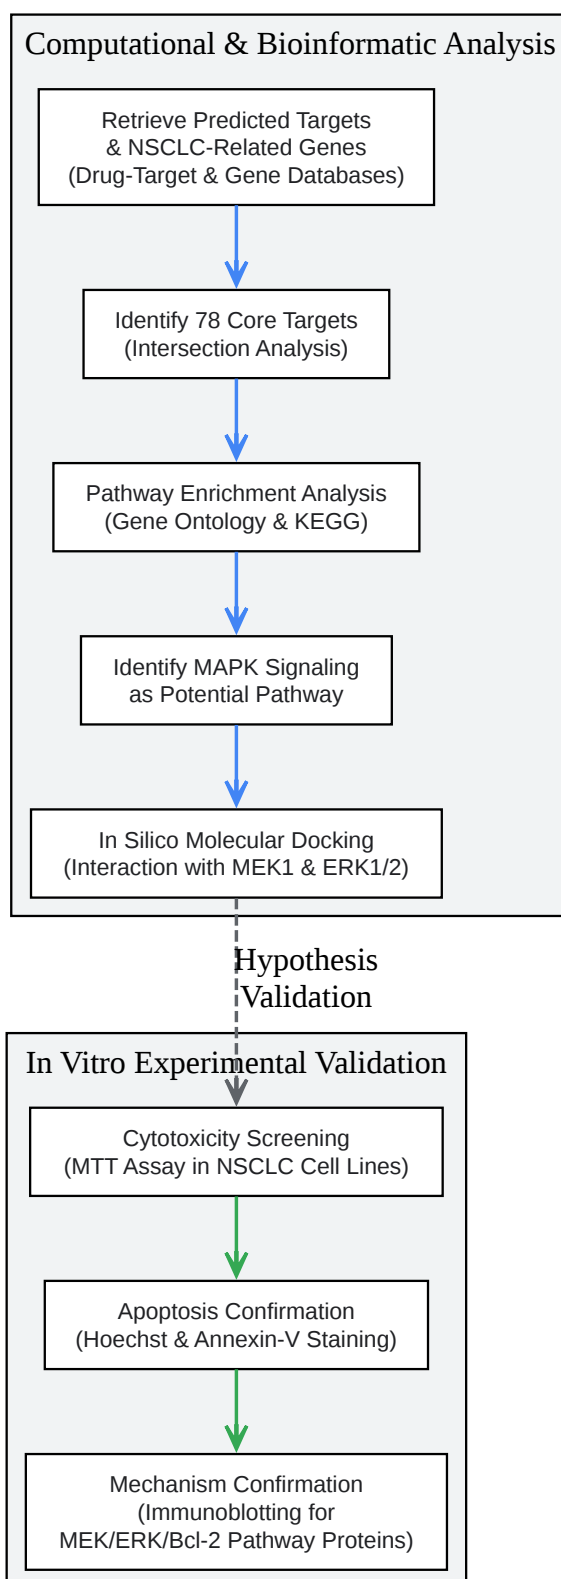 Computational & Bioinformatic Analysis
Retrieve Predicted Targets
& NSCLC-Related Genes
(Drug-Target & Gene Databases)
Identify 78 Core Targets
(Intersection Analysis)
Pathway Enrichment Analysis
(Gene Ontology & KEGG)
Identify MAPK Signaling
as Potential Pathway
In Silico Molecular Docking
(Interaction with MEK1 & ERK1/2)
Hypothesis
Validation
In Vitro Experimental Validation
Cytotoxicity Screening
(MTT Assay in NSCLC Cell Lines)
Apoptosis Confirmation
(Hoechst & Annexin-V Staining)
Mechanism Confirmation
(Immunoblotting for
MEK/ERK/Bcl-2 Pathway Proteins)